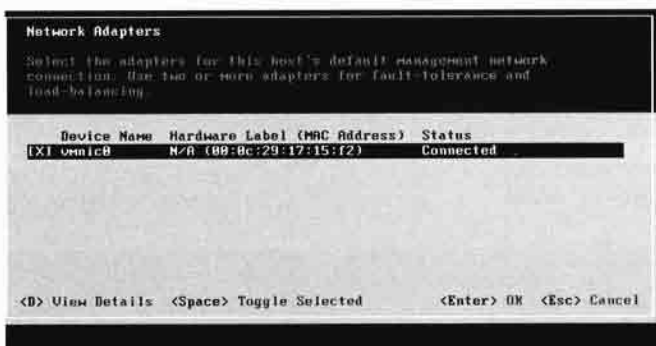 Network Adapters
Select the adapters for this host's default management network
connection. Use two or more adapters for fault-tolerance and
load-balancing.
Device Name Hardware Label (MAC Address) Status
[X] vmnic0 N/A (00:0c:29:17:15:f2) Connected
<D> View Details <Space> Toggle Selected <Enter> OK <Esc> Cancel